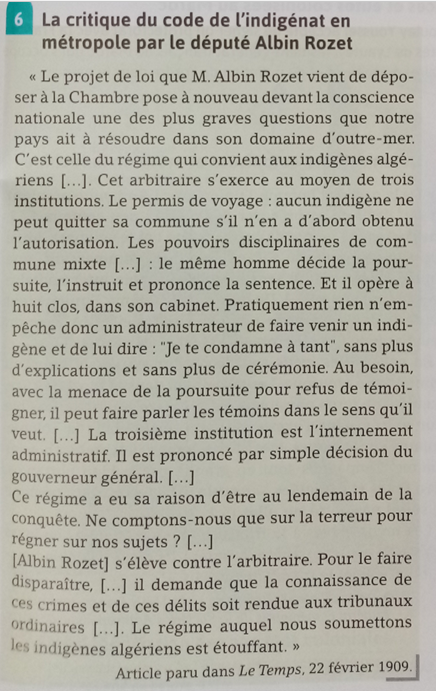 6 La critique du code de l'indigénat en
métropole par le député Albin Rozet
« Le projet de loi que M. Albin Rozet vient de dépo-
ser à la Chambre pose à nouveau devant la conscience
nationale une des plus graves questions que notre
pays ait à résoudre dans son domaine d'outre-mer.
C'est celle du régime qui convient aux indigènes algé-
riens [...]. Cet arbitraire s'exerce au moyen de trois
institutions. Le permis de voyage : aucun indigène ne
peut quitter sa commune s'il n'en a d'abord obtenu
l'autorisation. Les pouvoirs disciplinaires de com-
mune mixte [...] : le même homme décide la pour-
suite, l'instruit et prononce la sentence. Et il opère à
huit clos, dans son cabinet. Pratiquement rien n'em-
pêche donc un administrateur de faire venir un indi-
gène et de lui dire : "Je te condamne à tant", sans plus
d'explications et sans plus de cérémonie. Au besoin,
avec la menace de la poursuite pour refus de témoi-
gner, il peut faire parler les témoins dans le sens qu'il
veut. [...] La troisième institution est l'internement
administratif. Il est prononcé par simple décision du
gouverneur général. [...]
Ce régime a eu sa raison d'être au lendemain de la
conquête. Ne comptons-nous que sur la terreur pour
régner sur nos sujets ? [...]
[Albin Rozet] s'élève contre l'arbitraire. Pour le faire
disparaître, [...] il demande que la connaissance de
ces crimes et de ces délits soit rendue aux tribunaux
ordinaires [...]. Le régime auquel nous soumettons
les indigènes algériens est étouffant. »
Article paru dans Le Temps, 22 février 1909.